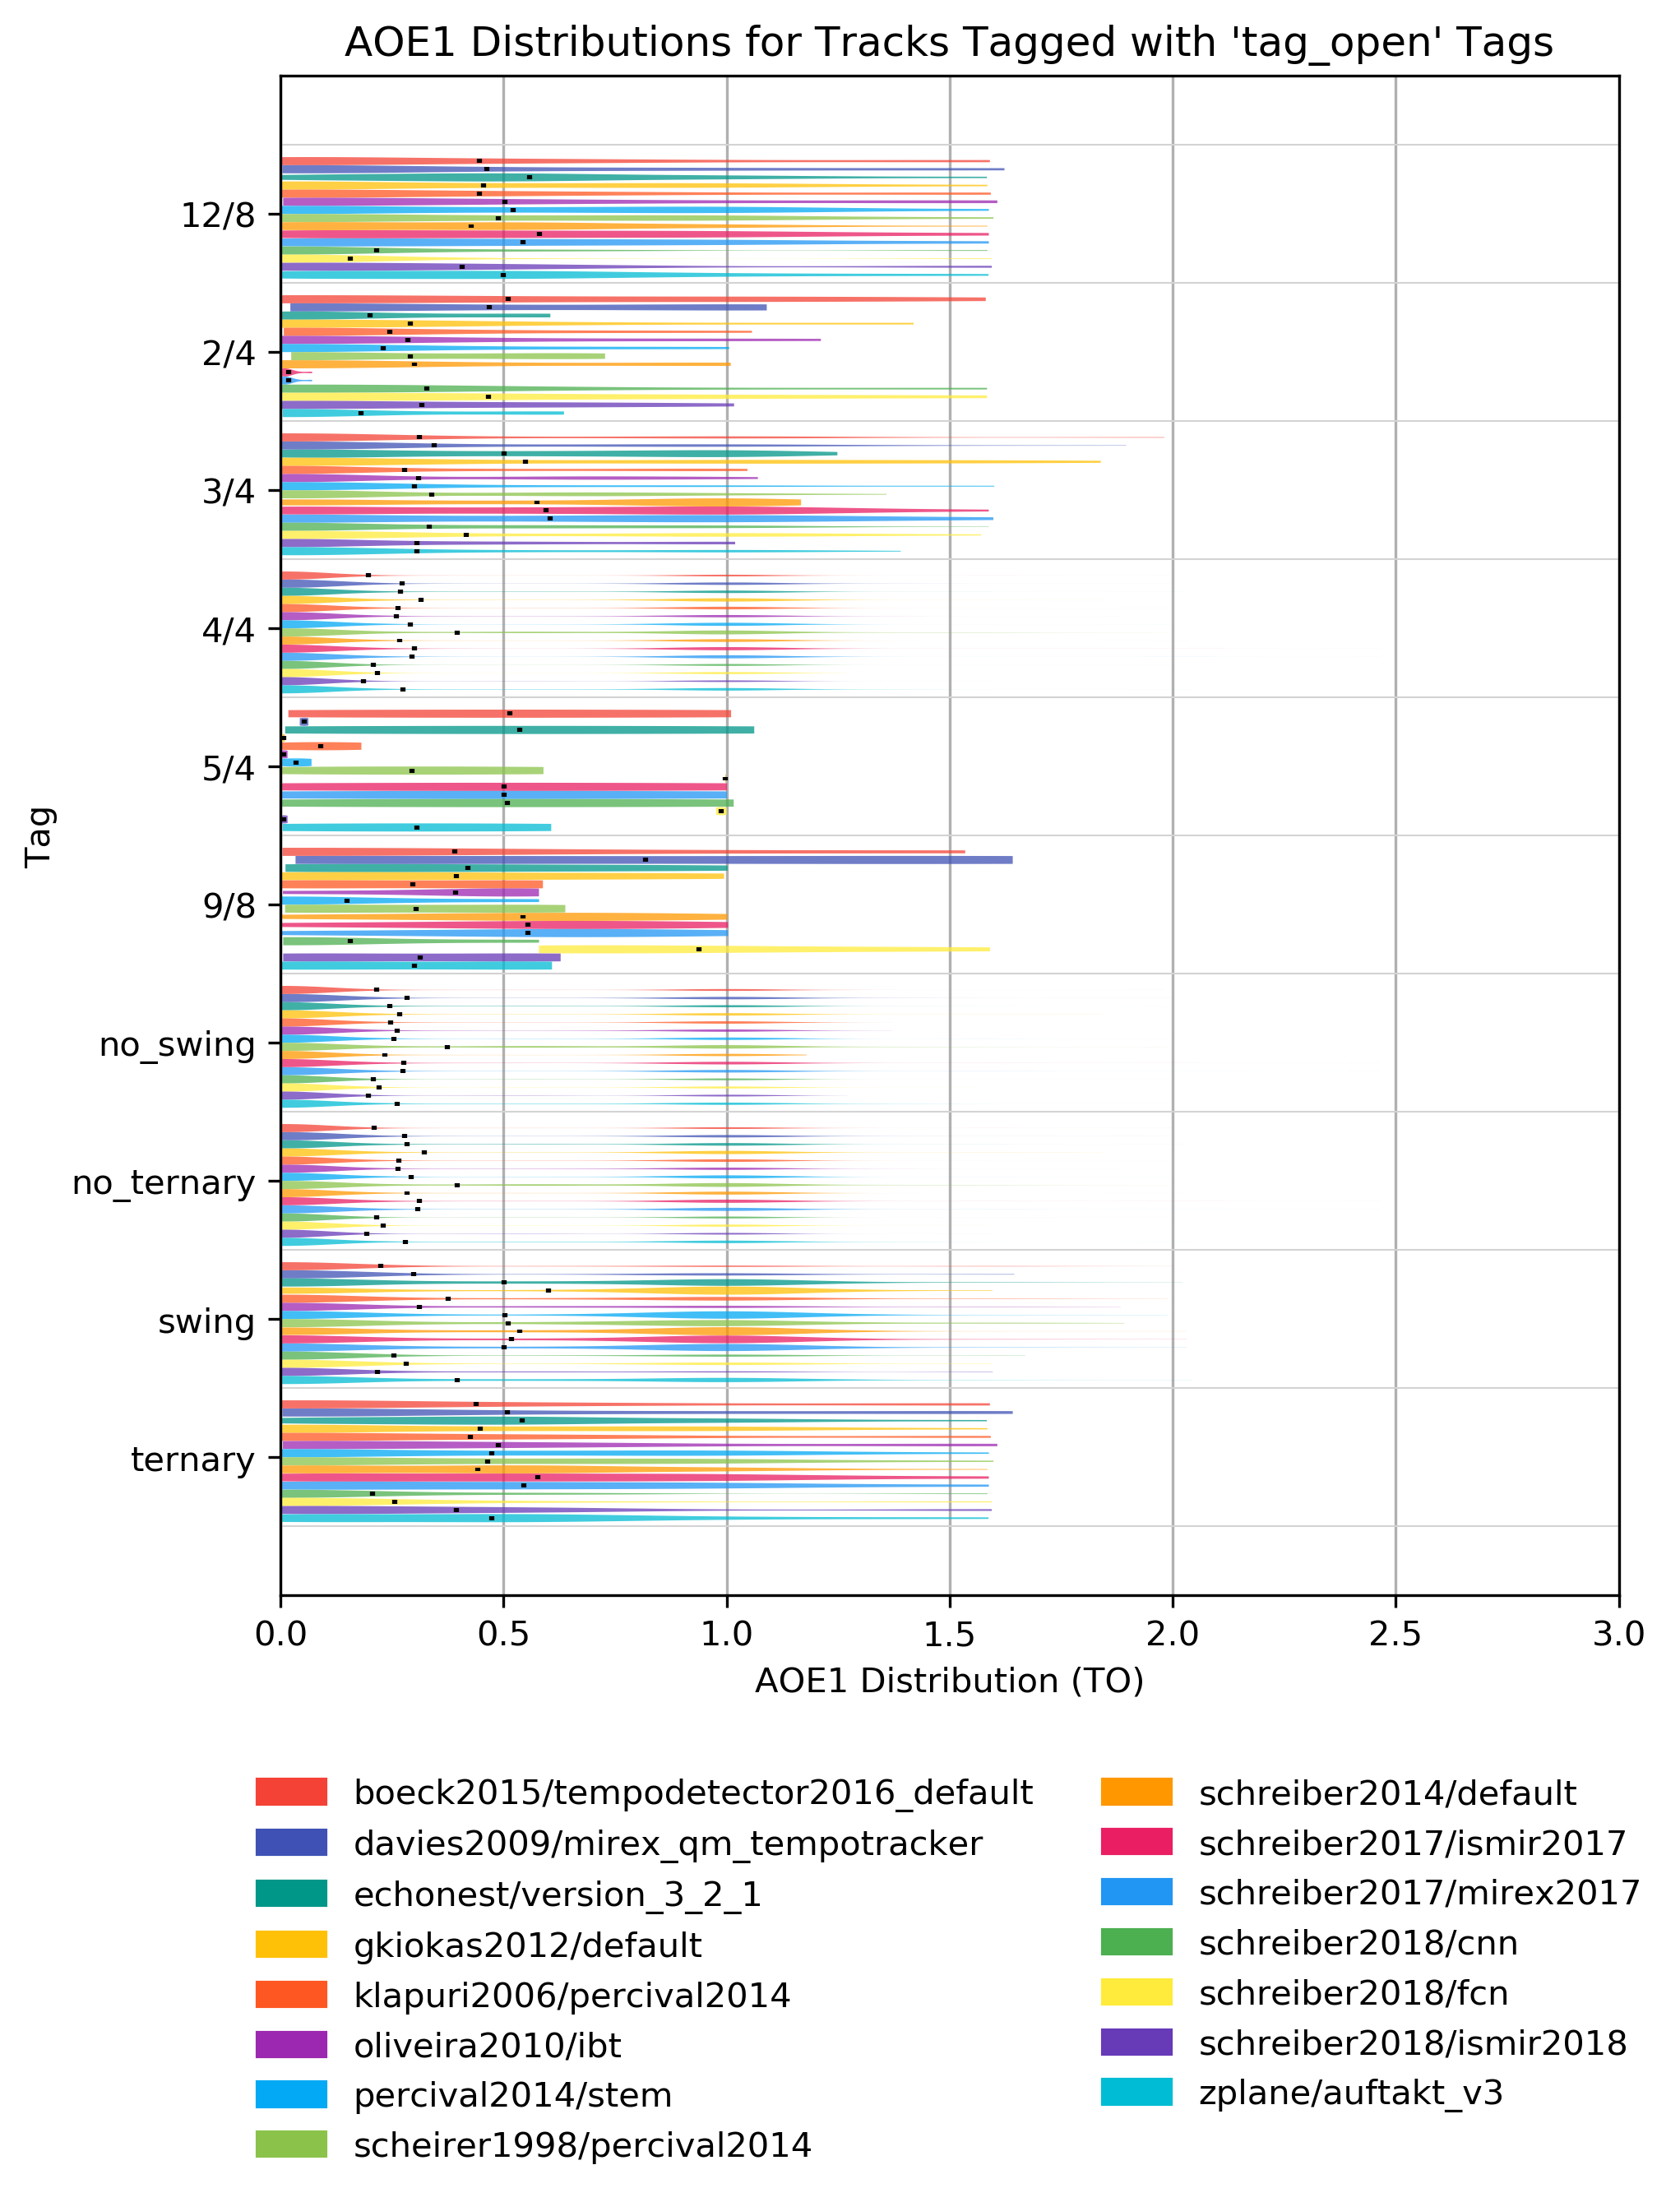 AOE1 Distributions for Tracks Tagged with 'tag_open' Tags
Tag
12/8
2/4
3/4
4/4
5/4
9/8
no_swing
no_ternary
swing
ternary
0.0 0.5 1.0 1.5 2.0 2.5 3.0
AOE1 Distribution (TO)
boeck2015/tempodetector2016_default
davies2009/mirex_qm_tempotracker
echonest/version_3_2_1
gkiokas2012/default
klapuri2006/percival2014
oliveira2010/ibt
percival2014/stem
scheirer1998/percival2014
schreiber2014/default
schreiber2017/ismir2017
schreiber2017/mirex2017
schreiber2018/cnn
schreiber2018/fcn
schreiber2018/ismir2018
zplane/auftakt_v3